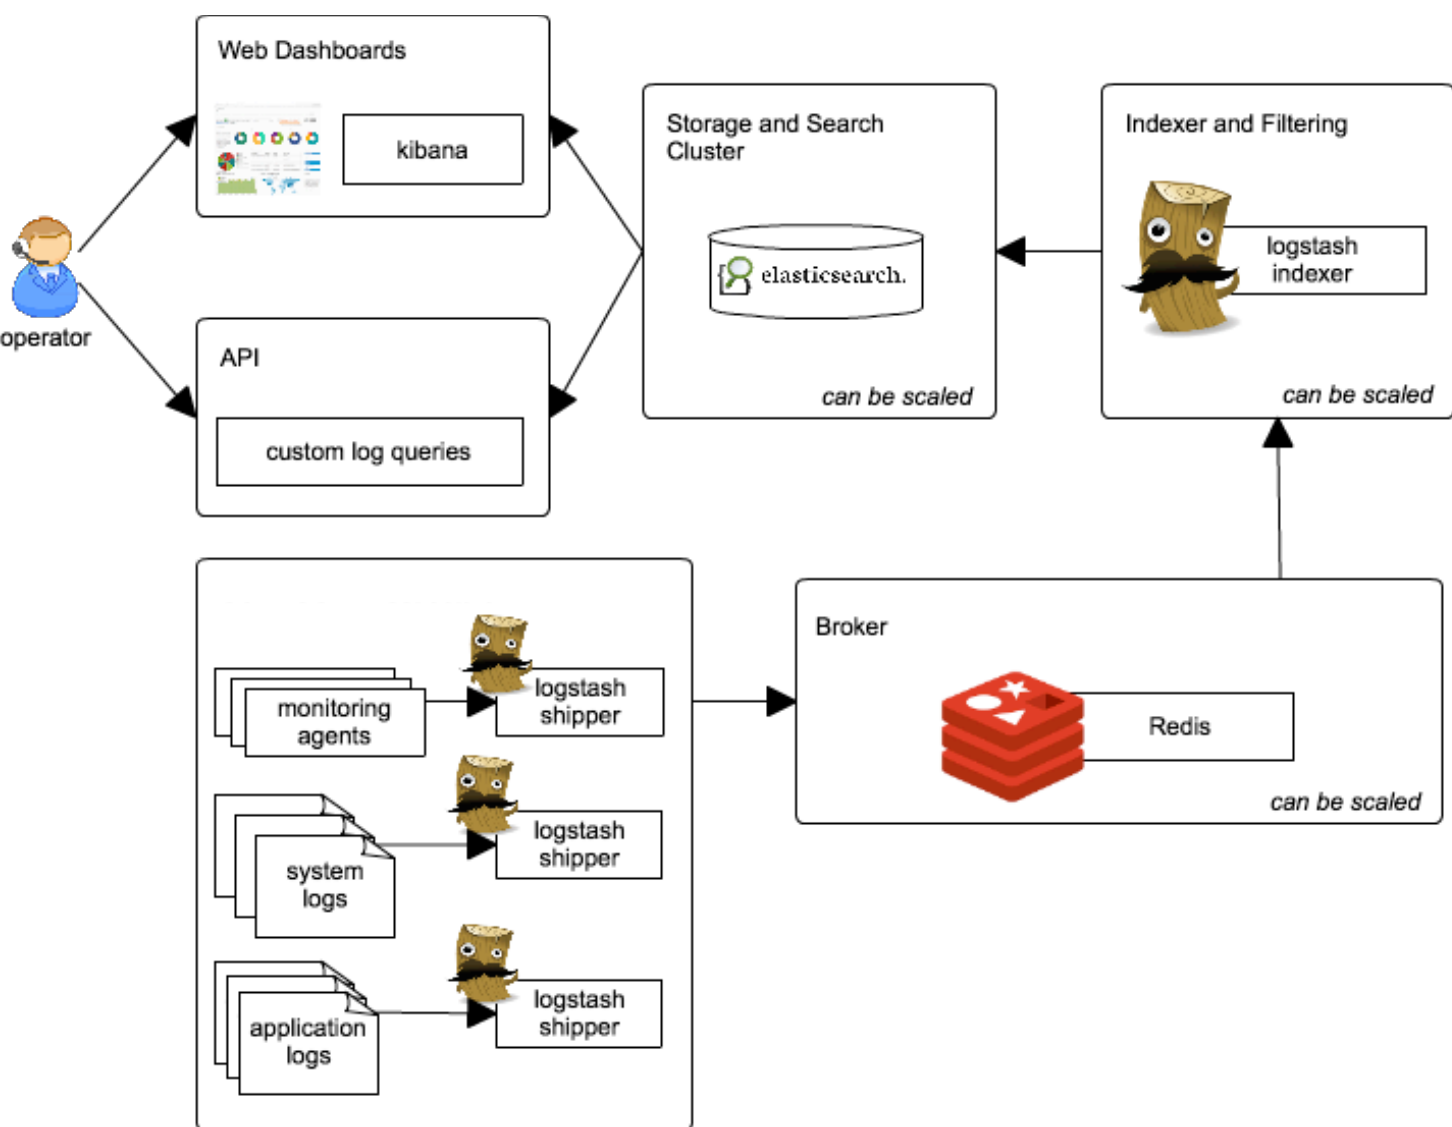 Web Dashboards
kibana
operator
API
custom log queries
Storage and Search
Cluster
elasticsearch.
can be scaled
Indexer and Filtering
logstash
indexer
can be scaled
monitoring
agents
logstash
shipper
system
logs
logstash
shipper
application
logs
logstash
shipper
Broker
Redis
can be scaled